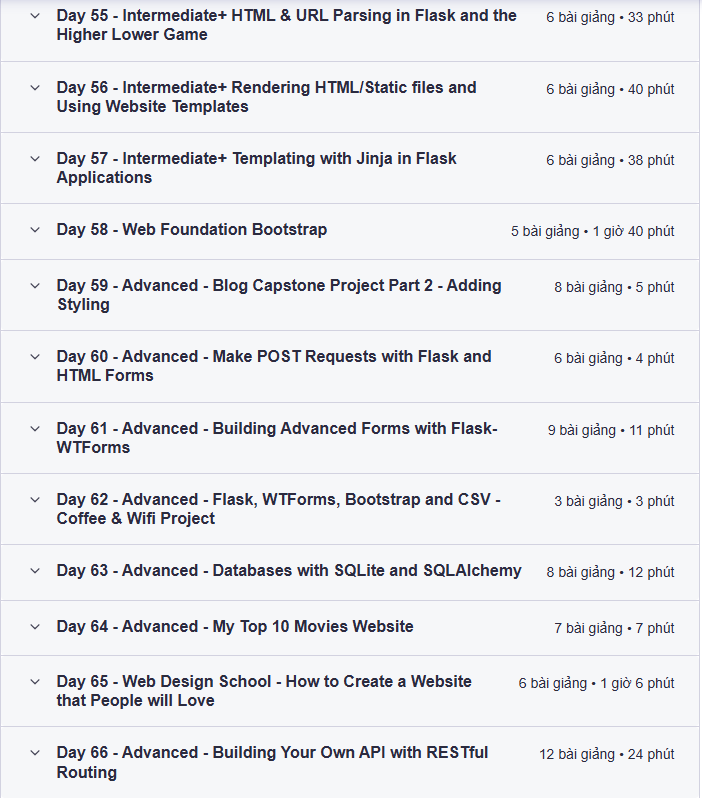 Day 55 - Intermediate+ HTML & URL Parsing in Flask and the
Higher Lower Game
6 bài giảng • 33 phút
Day 56 - Intermediate+ Rendering HTML/Static files and
Using Website Templates
6 bài giảng • 40 phút
Day 57 - Intermediate+ Templating with Jinja in Flask
Applications
6 bài giảng • 38 phút
Day 58 - Web Foundation Bootstrap
5 bài giảng • 1 giờ 40 phút
Day 59 - Advanced - Blog Capstone Project Part 2 - Adding
Styling
8 bài giảng • 5 phút
Day 60 - Advanced - Make POST Requests with Flask and
HTML Forms
6 bài giảng • 4 phút
Day 61 - Advanced - Building Advanced Forms with Flask-
WTForms
9 bài giảng • 11 phút
Day 62 - Advanced - Flask, WTForms, Bootstrap and CSV -
Coffee & Wifi Project
3 bài giảng • 3 phút
Day 63 - Advanced - Databases with SQLite and SQLAlchemy
8 bài giảng • 12 phút
Day 64 - Advanced - My Top 10 Movies Website
7 bài giảng • 7 phút
Day 65 - Web Design School - How to Create a Website
that People will Love
6 bài giảng • 1 giờ 6 phút
Day 66 - Advanced - Building Your Own API with RESTful
Routing
12 bài giảng • 24 phút